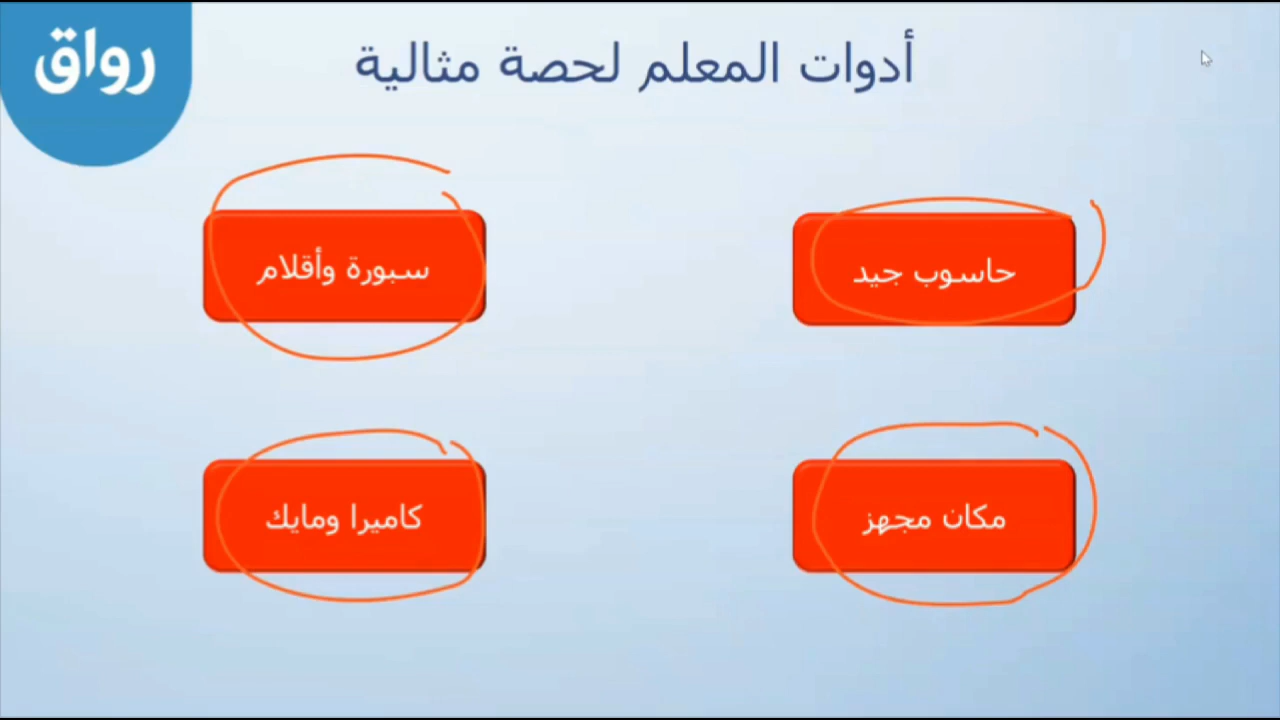 رواق
أدوات المعلم لحصة مثالية
حاسوب جيد
سبورة وأقلام
مكان مجهز
كاميرا ومايك